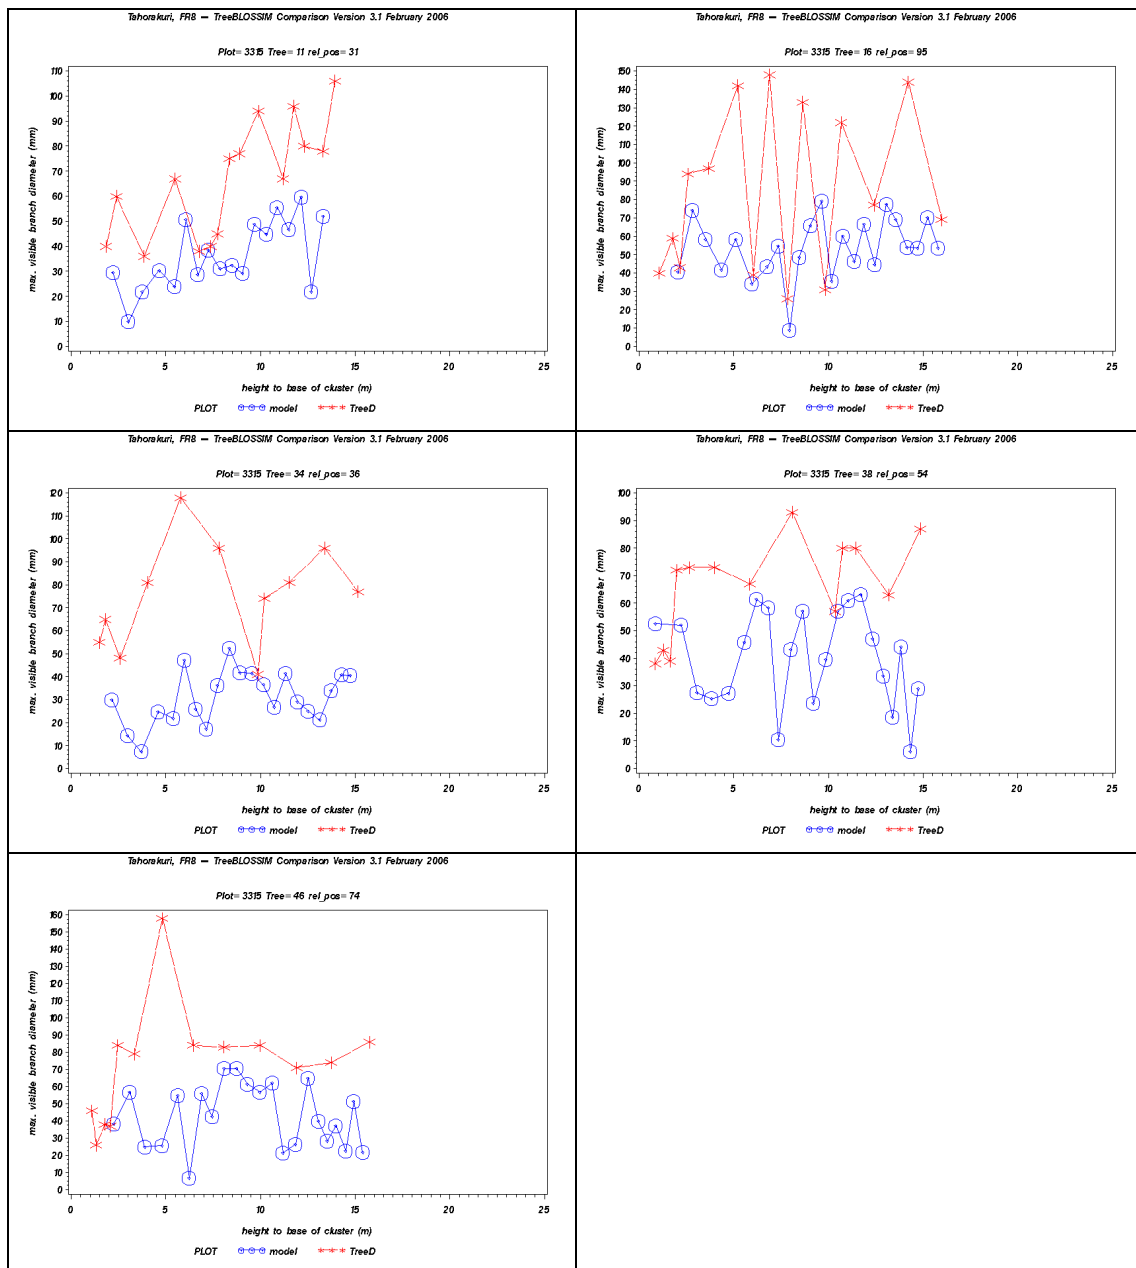 Tahorakuri, FR8 — TreeBLOSSIM Comparison Version 3.1 February 2006
Plot= 3315 Tree= 11 rel_pos= 31
max. visible branch diameter (mm)
110
100
90
80
70
60
50
40
30
20
10
0
0 5 10 15 20 25
height to base of cluster (m)
PLOT model TreeD
Tahorakuri, FR8 — TreeBLOSSIM Comparison Version 3.1 February 2006
Plot= 3315 Tree= 16 rel_pos= 95
max. visible branch diameter (mm)
150
140
130
120
110
100
90
80
70
60
50
40
30
20
10
0
0 5 10 15 20 25
height to base of cluster (m)
PLOT model TreeD
Tahorakuri, FR8 — TreeBLOSSIM Comparison Version 3.1 February 2006
Plot= 3315 Tree= 34 rel_pos= 36
max. visible branch diameter (mm)
120
110
100
90
80
70
60
50
40
30
20
10
0
0 5 10 15 20 25
height to base of cluster (m)
PLOT model TreeD
Tahorakuri, FR8 — TreeBLOSSIM Comparison Version 3.1 February 2006
Plot= 3315 Tree= 38 rel_pos= 54
max. visible branch diameter (mm)
100
90
80
70
60
50
40
30
20
10
0
0 5 10 15 20 25
height to base of cluster (m)
PLOT model TreeD
Tahorakuri, FR8 — TreeBLOSSIM Comparison Version 3.1 February 2006
Plot= 3315 Tree= 46 rel_pos= 74
max. visible branch diameter (mm)
160
150
140
130
120
110
100
90
80
70
60
50
40
30
20
10
0
0 5 10 15 20 25
height to base of cluster (m)
PLOT model TreeD